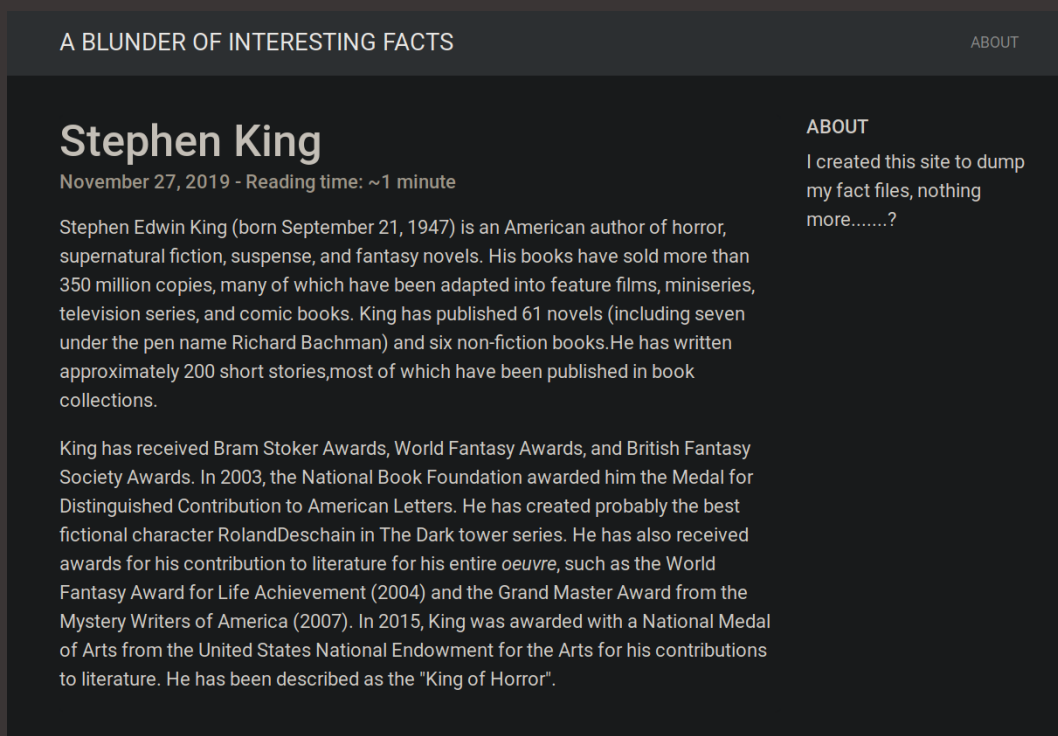 A BLUNDER OF INTERESTING FACTS
ABOUT
Stephen King
November 27, 2019 - Reading time: ~1 minute
Stephen Edwin King (born September 21, 1947) is an American author of horror,
supernatural fiction, suspense, and fantasy novels. His books have sold more than
350 million copies, many of which have been adapted into feature films, miniseries,
television series, and comic books. King has published 61 novels (including seven
under the pen name Richard Bachman) and six non-fiction books.He has written
approximately 200 short stories,most of which have been published in book
collections.
King has received Bram Stoker Awards, World Fantasy Awards, and British Fantasy
Society Awards. In 2003, the National Book Foundation awarded him the Medal for
Distinguished Contribution to American Letters. He has created probably the best
fictional character RolandDeschain in The Dark tower series. He has also received
awards for his contribution to literature for his entire oeuvre, such as the World
Fantasy Award for Life Achievement (2004) and the Grand Master Award from the
Mystery Writers of America (2007). In 2015, King was awarded with a National Medal
of Arts from the United States National Endowment for the Arts for his contributions
to literature. He has been described as the "King of Horror".
ABOUT
I created this site to dump
my fact files, nothing
more.......?